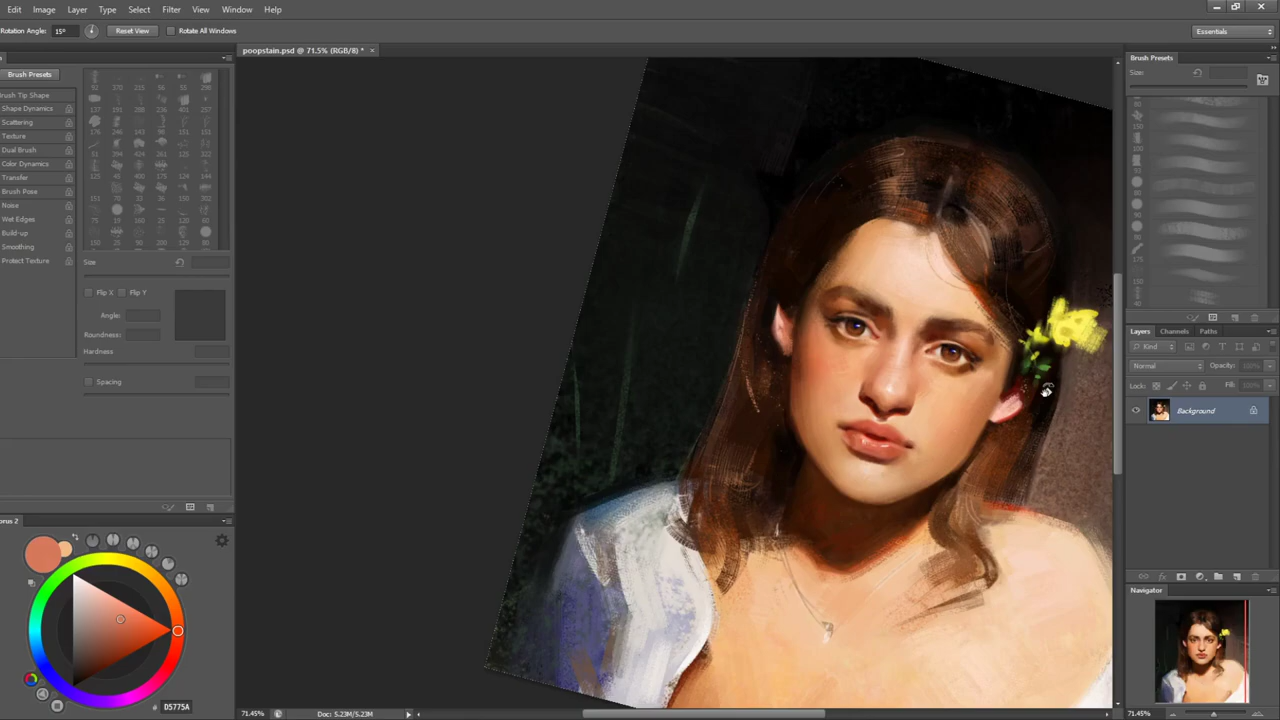 Edit Image Layer Type Select Filter View Window Help
Rotation Angle: 15° Reset View Rotate All Windows
Essentials
poopstain.psd @ 71.5% (RGB/8) *
Brush Presets
Brush Tip Shape
Shape Dynamics
Scattering
Texture
Dual Brush
Color Dynamics
Transfer
Brush Pose
Noise
Wet Edges
Build-up
Smoothing
Protect Texture
Size
Flip X Flip Y
Angle:
Roundness:
Hardness
Spacing
orus 2
# D5775A
71.45% Doc: 5.23M/5.23M
Brush Presets
Size:
Layers Channels Paths
Kind
Normal Opacity: 100%
Lock: Fill: 100%
Background
Navigator
71.45%